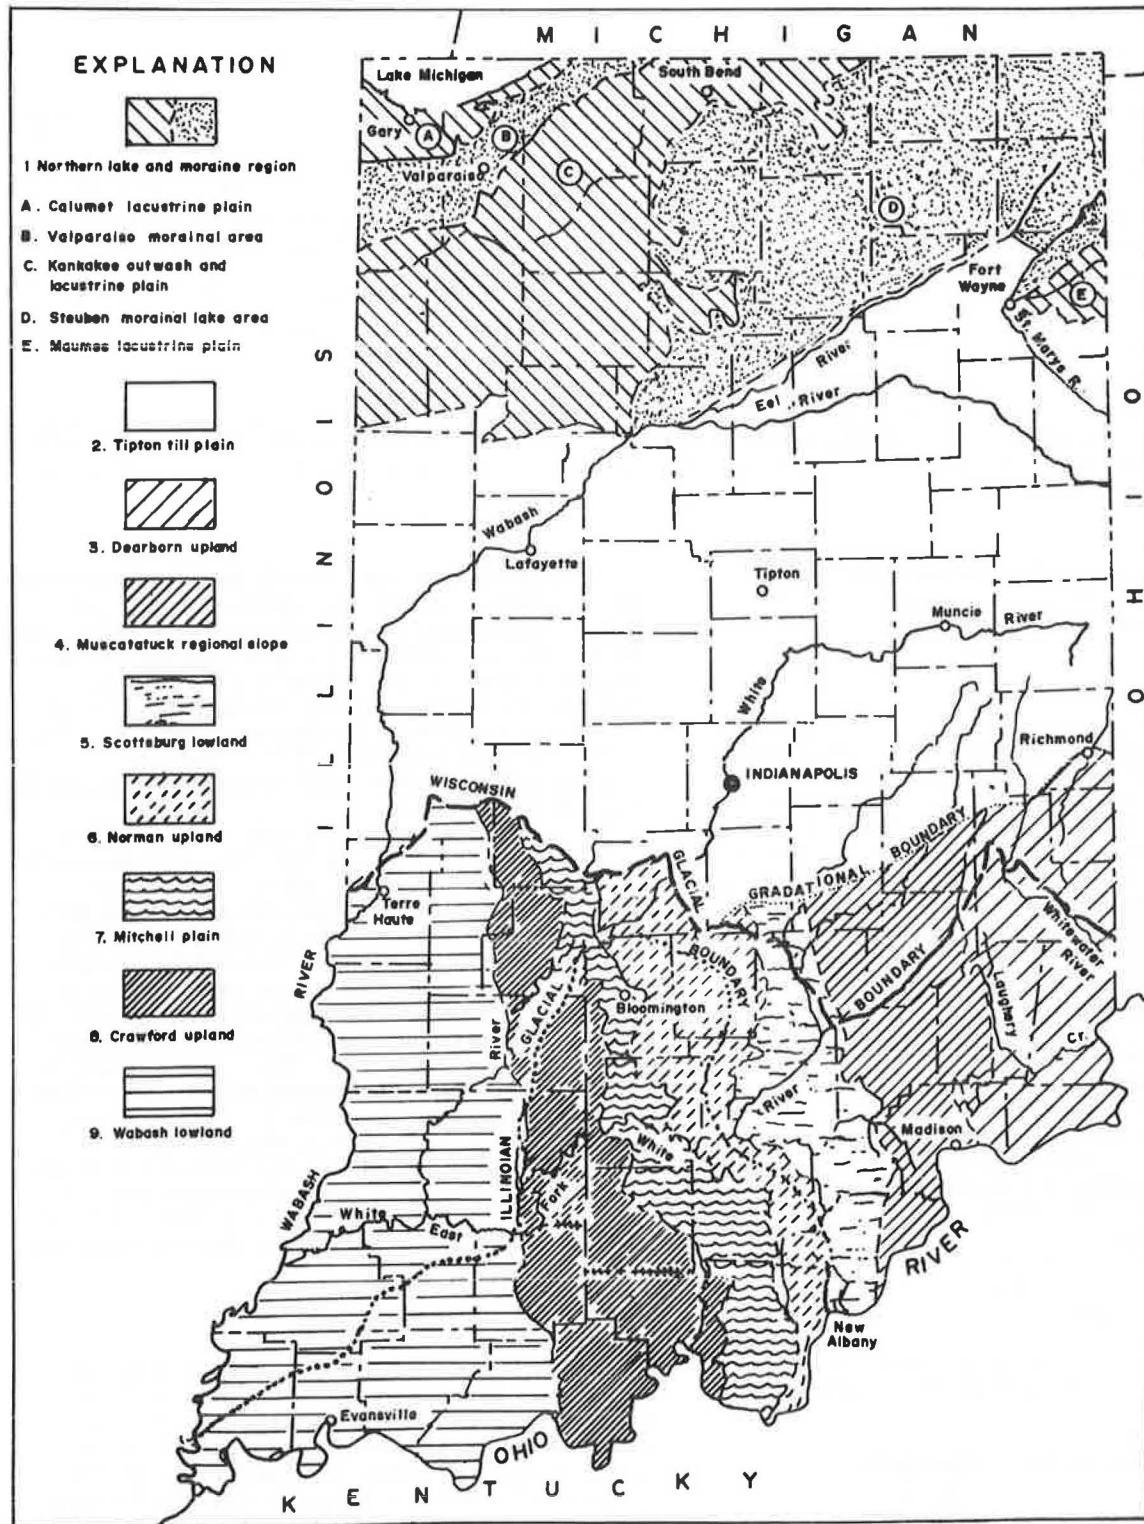 EXPLANATION
1 Northern lake and moraine region
A. Calumet lacustrine plain
B. Valparaiso morainal area
C. Kankakee outwash and
lacustrine plain
D. Steuben morainal lake area
E. Maumee lacustrine plain
2. Tipton till plain
3. Dearborn upland
4. Muscatatuck regional slope
5. Scottsburg lowland
6. Norman upland
7. Mitchell plain
8. Crawford upland
9. Wabash lowland
MICHIGAN
Lake Michigan
South Bend
Gary
A
B
Valparaiso
C
D
Fort
Wayne
E
St. Marys R.
River
Eel River
ILLINOIS
OHIO
Wabash
Lafayette
Tipton
Muncie
River
White
Richmond
INDIANAPOLIS
WISCONSIN
GLACIAL
BOUNDARY
GRADATIONAL BOUNDARY
Terre
Haute
Whitewater
River
BOUNDARY
RIVER
GLACIAL
Bloomington
River
Laughery
Cr.
River
Madison
White
ILLINOIAN
Fork
WABASH
White
East
RIVER
New
Albany
Evansville
OHIO
KENTUCKY